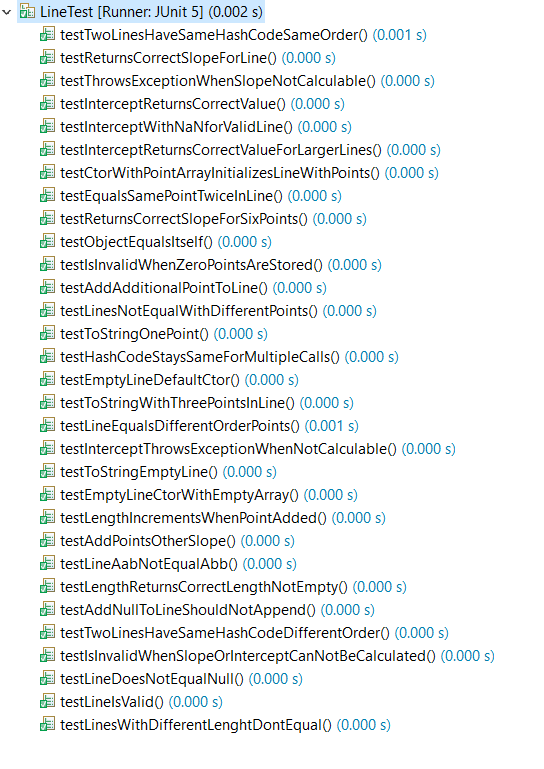 LineTest [Runner: JUnit 5] (0.002 s)
testTwoLinesHaveSameHashCodeSameOrder() (0.001 s)
testReturnsCorrectSlopeForLine() (0.000 s)
testThrowsExceptionWhenSlopeNotCalculable() (0.000 s)
testInterceptReturnsCorrectValue() (0.000 s)
testInterceptWithNaNforValidLine() (0.000 s)
testInterceptReturnsCorrectValueForLargerLines() (0.000 s)
testCtorWithPointArrayInitializesLineWithPoints() (0.000 s)
testEqualsSamePointTwiceInLine() (0.000 s)
testReturnsCorrectSlopeForSixPoints() (0.000 s)
testObjectEqualsItself() (0.000 s)
testIsInvalidWhenZeroPointsAreStored() (0.000 s)
testAddAdditionalPointToLine() (0.000 s)
testLinesNotEqualWithDifferentPoints() (0.000 s)
testToStringOnePoint() (0.000 s)
testHashCodeStaysSameForMultipleCalls() (0.000 s)
testEmptyLineDefaultCtor() (0.000 s)
testToStringWithThreePointsInLine() (0.000 s)
testLineEqualsDifferentOrderPoints() (0.001 s)
testInterceptThrowsExceptionWhenNotCalculable() (0.000 s)
testToStringEmptyLine() (0.000 s)
testEmptyLineCtorWithEmptyArray() (0.000 s)
testLengthIncrementsWhenPointAdded() (0.000 s)
testAddPointsOtherSlope() (0.000 s)
testLineAabNotEqualAbb() (0.000 s)
testLengthReturnsCorrectLengthNotEmpty() (0.000 s)
testAddNullToLineShouldNotAppend() (0.000 s)
testTwoLinesHaveSameHashCodeDifferentOrder() (0.000 s)
testIsInvalidWhenSlopeOrInterceptCanNotBeCalculated() (0.000 s)
testLineDoesNotEqualNull() (0.000 s)
testLineIsValid() (0.000 s)
testLinesWithDifferentLenghtDontEqual() (0.000 s)